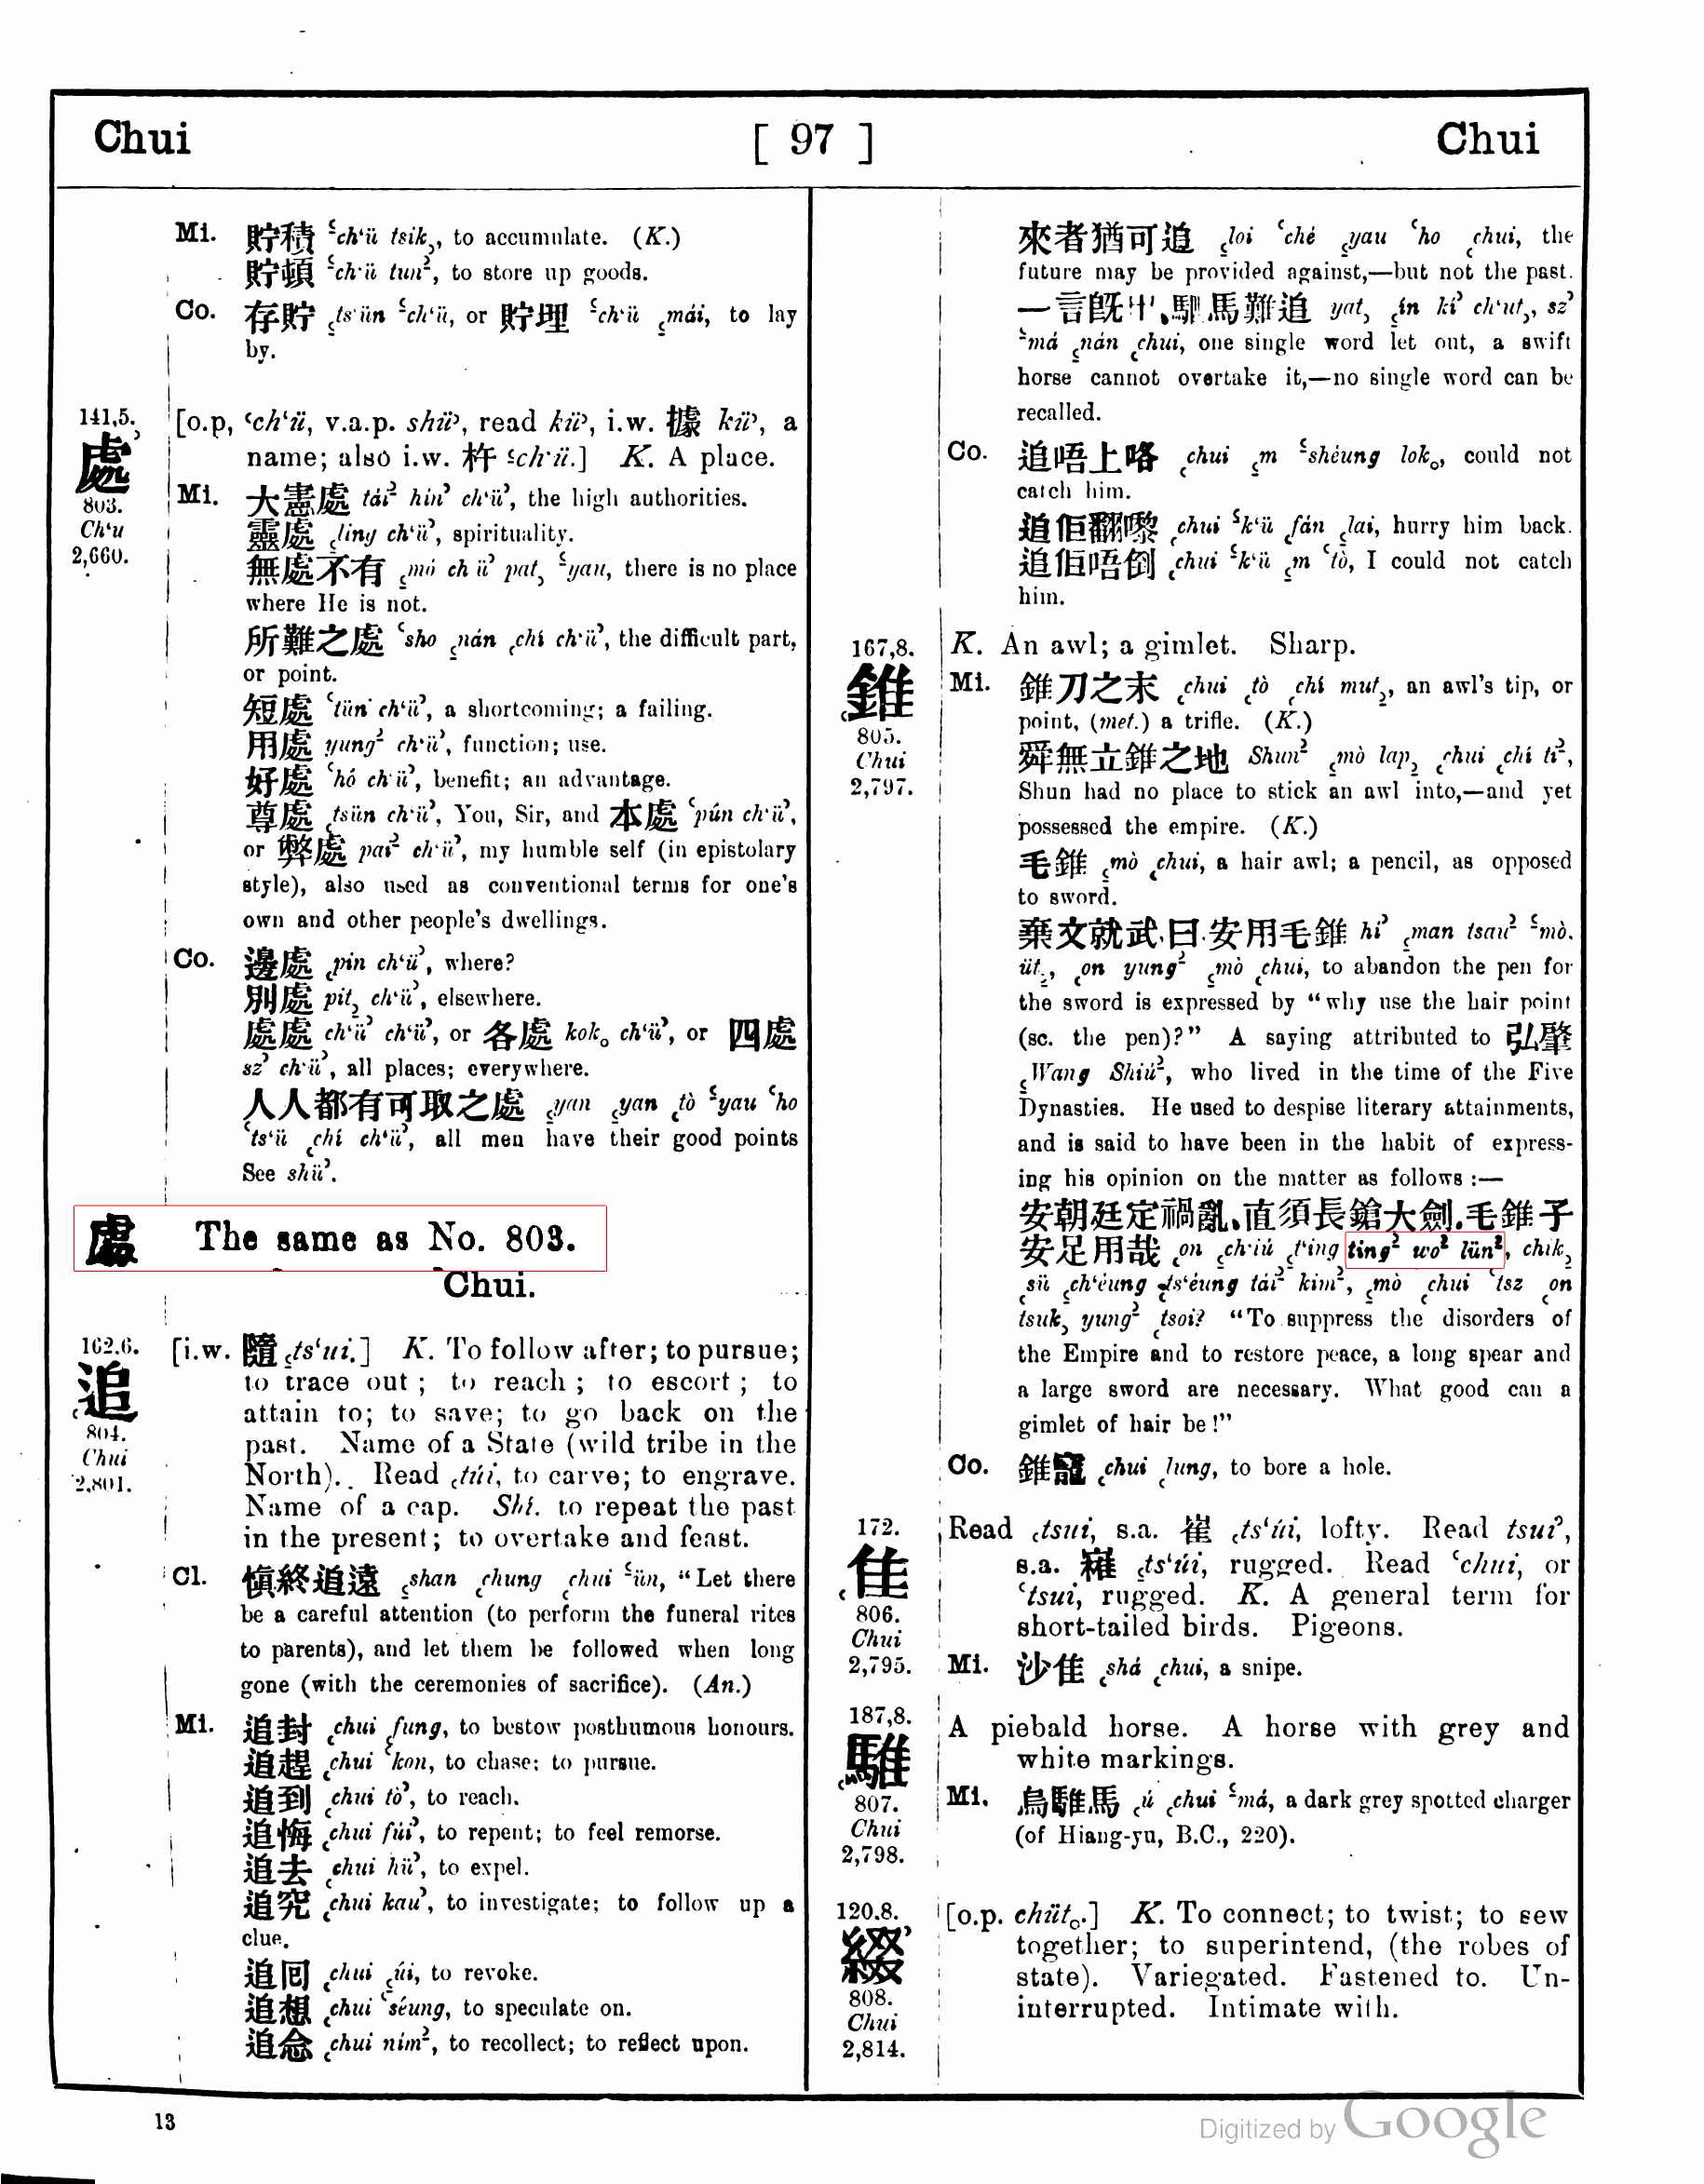 Chui [ 97 ] Chui
Mi. 貯積 ꜂ch‘ü tsik꜆, to accumulate. (K.)
貯頓 ꜃ch‘ü tun², to store up goods.
Co. 存貯 ꜁ts‘ün ꜃ch‘ü, or 貯埋 ꜃ch‘ü ꜁mái, to lay
by.
141,5.
處꜄
803.
Ch‘u
2,660.
[o.p, ꜂ch‘ü, v.a.p. shü꜄, read kü꜄, i.w. 據 kü꜄, a
name; also i.w. 杵 ꜃ch‘ü.] K. A place.
Mi. 大憲處 tái² hín꜄ ch‘ü꜄, the high authorities.
靈處 ꜁ling ch‘ü꜄, spirituality.
無處不有 ꜁mó ch ü꜄ pat꜆ ꜃yau, there is no place
where He is not.
所難之處 ꜂sho ꜁nán ꜀chí ch‘ü꜄, the difficult part,
or point.
短處 ꜂tün ch‘ü꜄, a shortcoming; a failing.
用處 yung² ch‘ü꜄, function; use.
好處 ꜂hó ch‘ü꜄, benefit; an advantage.
尊處 ꜀tsün ch‘ü꜄, You, Sir, and 本處 ꜂pún ch‘ü꜄,
or 弊處 pai² ch‘ü꜄, my humble self (in epistolary
style), also used as conventional terms for one's
own and other people's dwellings.
Co. 邊處 ꜀pin ch‘ü꜄, where?
別處 pit꜇ ch‘ü꜄, elsewhere.
處處 ch‘ü꜄ ch‘ü꜄, or 各處 kok꜀ ch‘ü꜄, or 四處
sz꜄ ch‘ü꜄, all places; everywhere.
人人都有可取之處 ꜁yan ꜁yan ꜀tò ꜃yau ꜂ho
꜂ts‘ü ꜀chí ch‘ü꜄, all men have their good points
See shü꜄.
處 The same as No. 803.
Chui.
162.6.
꜀追
804.
Chui
2,801.
[i.w. 隨 ꜁ts‘ui.] K. To follow after; to pursue;
to trace out; to reach; to escort; to
attain to; to save; to go back on the
past. Name of a State (wild tribe in the
North). Read ꜀túi, to carve; to engrave.
Name of a cap. Shí. to repeat the past
in the present; to overtake and feast.
Cl. 愼終追遠 ꜁shan ꜀chung ꜀chui ꜃ün, “Let there
be a careful attention (to perform the funeral rites
to parents), and let them be followed when long
gone (with the ceremonies of sacrifice). (An.)
Mi. 追封 ꜀chui ꜀fung, to bestow posthumous honours.
追趕 ꜀chui ꜂kon, to chase; to pursue.
追到 ꜀chui tò꜄, to reach.
追悔 ꜀chui fúi꜄, to repent; to feel remorse.
追去 ꜀chui hü꜄, to expel.
追究 ꜀chui kau꜄, to investigate; to follow up a
clue.
追回 ꜀chui ꜁úi, to revoke.
追想 ꜀chui ꜂séung, to speculate on.
追念 ꜀chui ním², to recollect; to reflect upon.
13
來者猶可追 ꜁loi ꜂ché ꜁yau ꜂ho ꜀chui, the
future may be provided against,—but not the past.
一言旣出、駟馬難追 yat꜆ ꜁ín kí꜄ ch‘ut꜆, sz꜄
꜃má ꜁nán ꜀chui, one single word let out, a swift
horse cannot overtake it,—no single word can be
recalled.
Co. 追唔上咯 ꜀chui ꜁m ꜃shéung lok꜀, could not
catch him.
追佢翻嚟 ꜀chui ꜃k‘ü ꜀fán ꜁lai, hurry him back.
追佢唔倒 ꜀chui ꜃k‘ü ꜁m ꜂tò, I could not catch
him.
167,8.
꜀錐
805.
Chui
2,797.
K. An awl; a gimlet. Sharp.
Mi. 錐刀之末 ꜀chui ꜀tò ꜀chí mut꜇, an awl's tip, or
point, (met.) a trifle. (K.)
舜無立錐之地 Shun² ꜁mò lap꜇ ꜀chui ꜀chí tí²,
Shun had no place to stick an awl into,—and yet
possessed the empire. (K.)
毛錐 ꜁mò ꜀chui, a hair awl; a pencil, as opposed
to sword.
棄文就武,曰,安用毛錐 hí꜄ ꜁man tsau² ꜃mò.
üt꜇, ꜀on yung² ꜁mò ꜀chui, to abandon the pen for
the sword is expressed by “why use the hair point
(sc. the pen)?” A saying attributed to 弘肇
꜁Wang Shiú², who lived in the time of the Five
Dynasties. He used to despise literary attainments,
and is said to have been in the habit of express-
ing his opinion on the matter as follows:—
安朝廷定禍亂、直須長鎗大劍.毛錐子
安足用哉 ꜀on ꜁ch‘iú ꜁t‘ing ting² wo² lün², chik꜇
꜀sü ꜁ch‘éung ꜀ts‘éung tái² kim², ꜁mò ꜀chui ꜂tsz ꜀on
tsuk꜆ yung² ꜀tsoi? “To suppress the disorders of
the Empire and to restore peace, a long spear and
a large sword are necessary. What good can a
gimlet of hair be!”
Co. 錐窿 ꜀chui ꜀lung, to bore a hole.
172.
꜀隹
806.
Chui
2,795.
Read ꜀tsui, s.a. 崔 ꜁ts‘úi, lofty. Read tsui꜄,
s.a. ꜁ts‘úi, rugged. Read ꜂chui, or
꜂tsui, rugged. K. A general term for
short-tailed birds. Pigeons.
Mi. 沙隹 ꜀shá ꜀chui, a snipe.
187,8.
꜀騅
807.
Chui
2,798.
A piebald horse. A horse with grey and
white markings.
Mi. 烏騅馬 ꜀ú ꜀chui ꜃má, a dark grey spotted charger
(of Hiang-yu, B.C., 220).
120.8.
綴꜄
808.
Chui
2,814.
[o.p. chüt꜀.] K. To connect; to twist; to sew
together; to superintend, (the robes of
state). Variegated. Fastened to. Un-
interrupted. Intimate with.
Digitized by Google